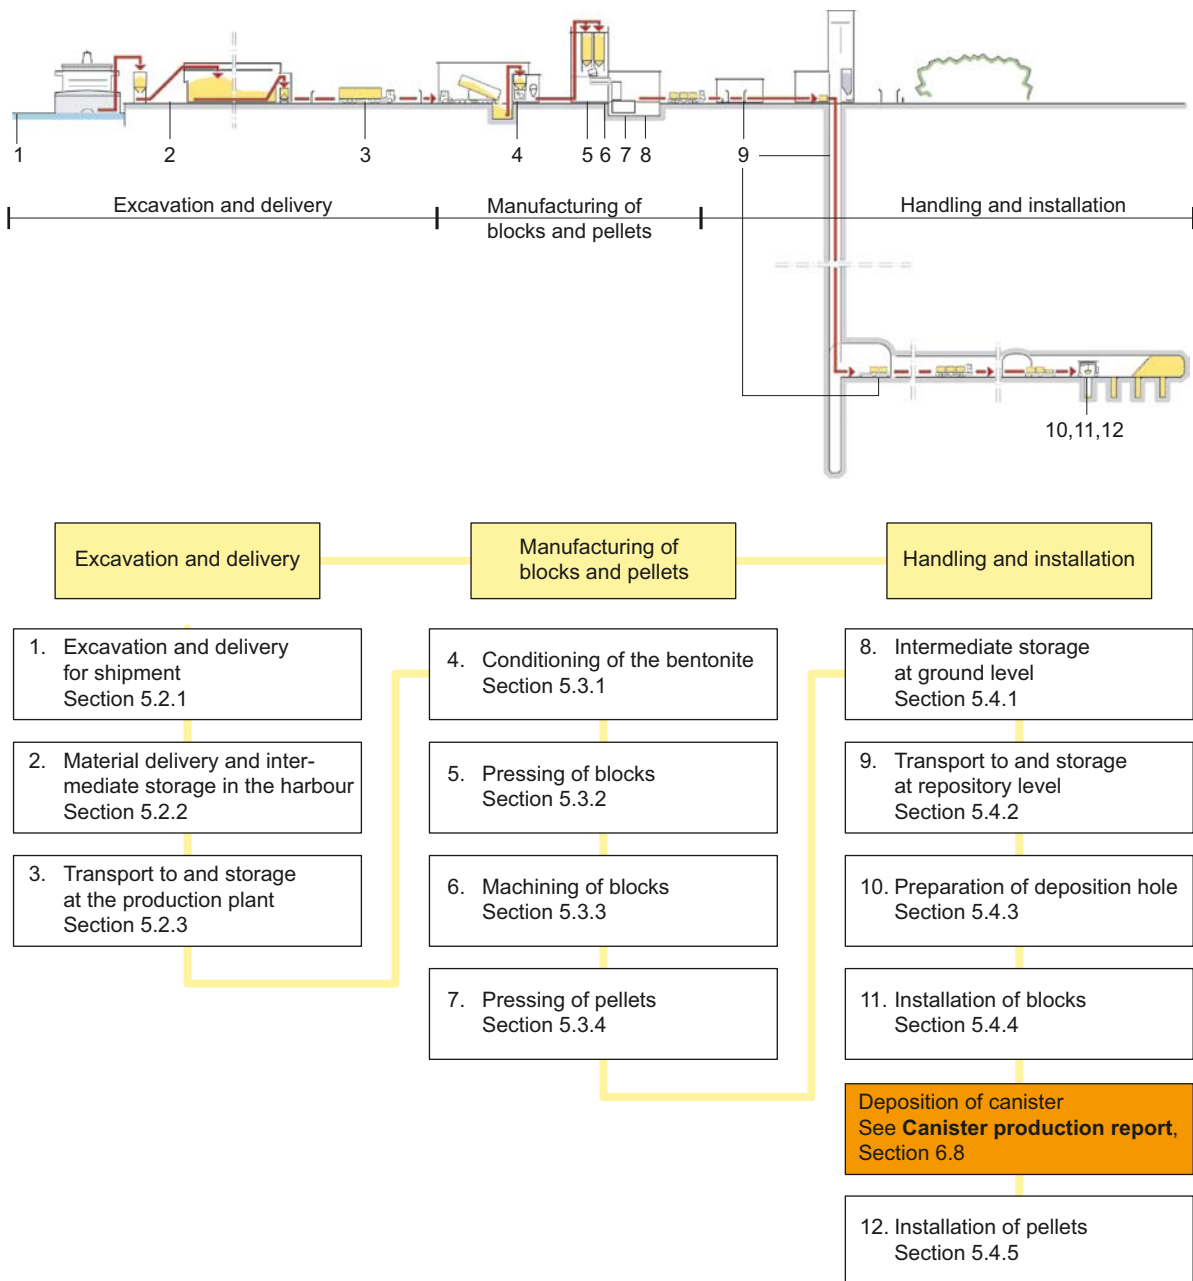 1
2
3
4
5
6
7
8
9
Excavation and delivery
Manufacturing of
blocks and pellets
Handling and installation
10,11,12
Excavation and delivery
Manufacturing of
blocks and pellets
Handling and installation
1. Excavation and delivery
for shipment
Section 5.2.1
2. Material delivery and inter-
mediate storage in the harbour
Section 5.2.2
3. Transport to and storage
at the production plant
Section 5.2.3
4. Conditioning of the bentonite
Section 5.3.1
5. Pressing of blocks
Section 5.3.2
6. Machining of blocks
Section 5.3.3
7. Pressing of pellets
Section 5.3.4
8. Intermediate storage
at ground level
Section 5.4.1
9. Transport to and storage
at repository level
Section 5.4.2
10. Preparation of deposition hole
Section 5.4.3
11. Installation of blocks
Section 5.4.4
Deposition of canister
See Canister production report,
Section 6.8
12. Installation of pellets
Section 5.4.5